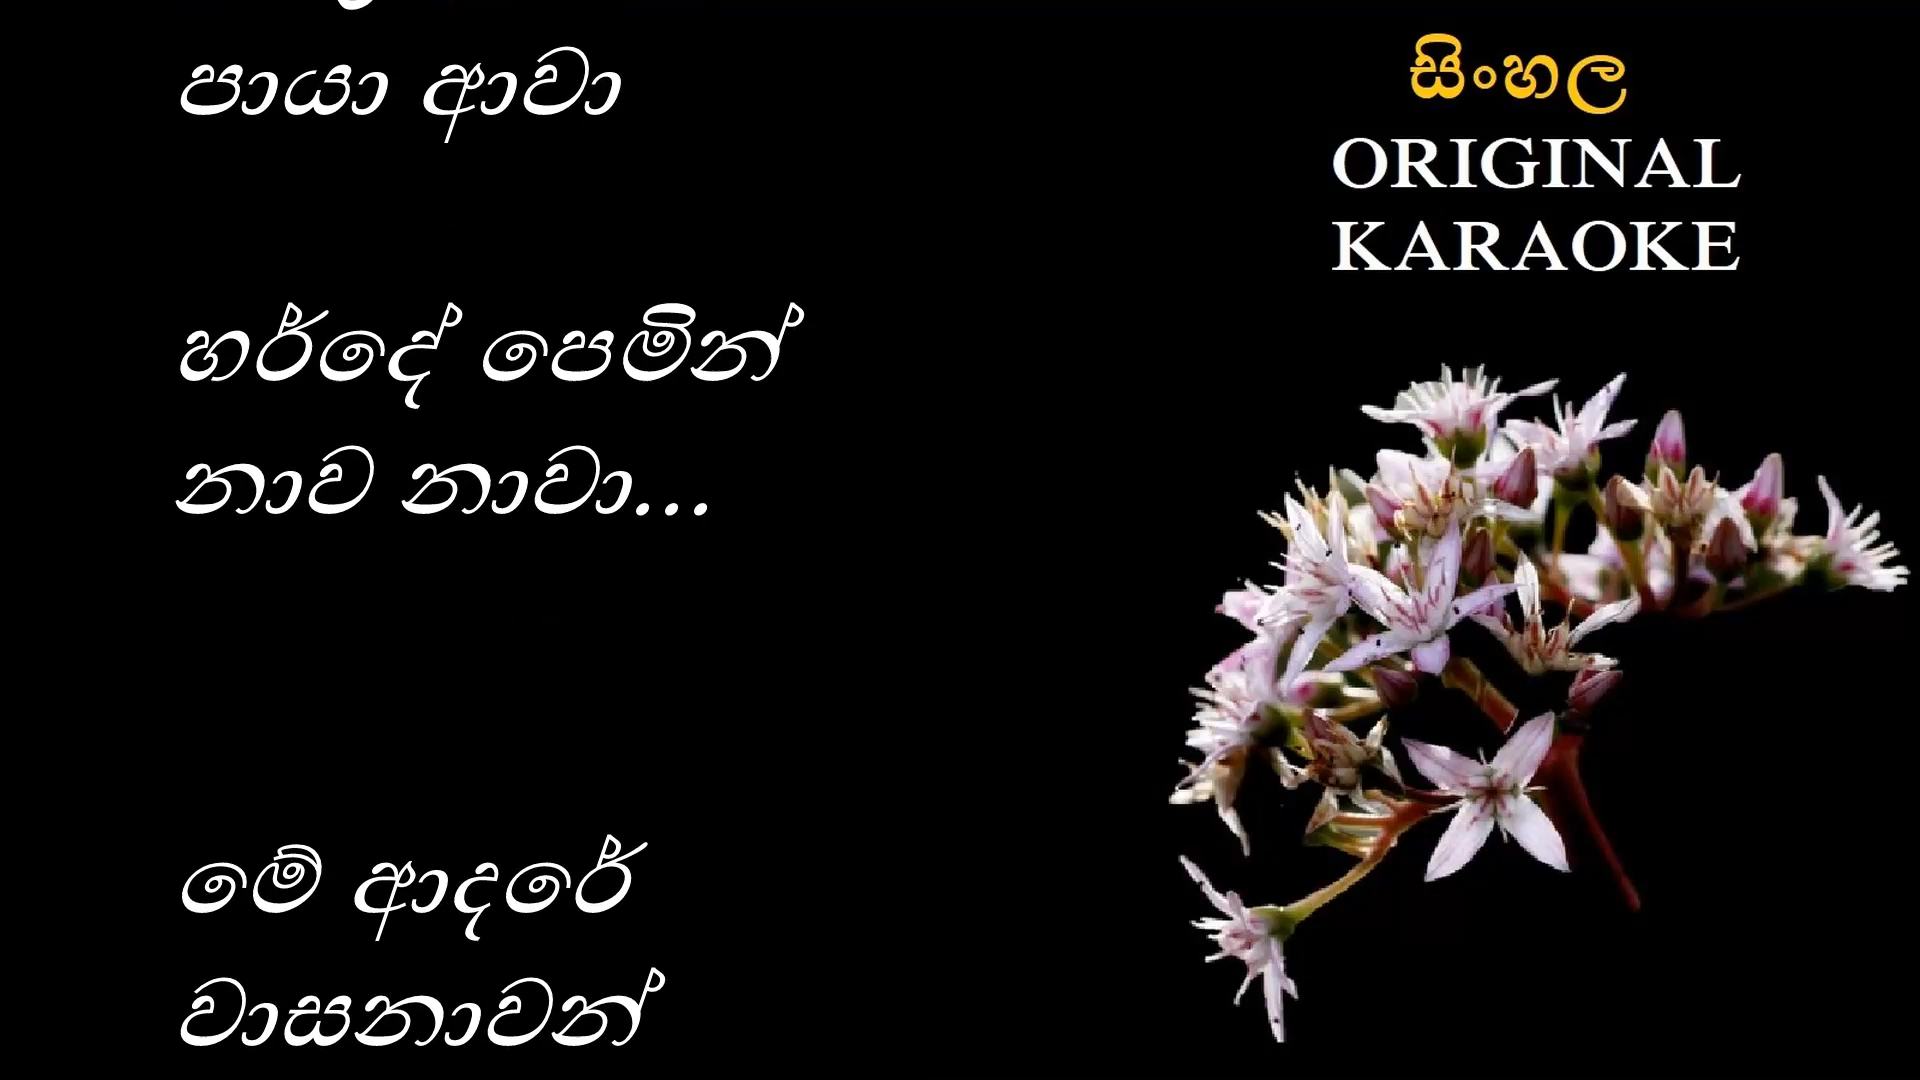 පායා ආවා
හර්දේ පෙමින්
නාව නාවා...
මේ ආදරේ
වාසනාවන්
සිංහල
ORIGINAL
KARAOKE